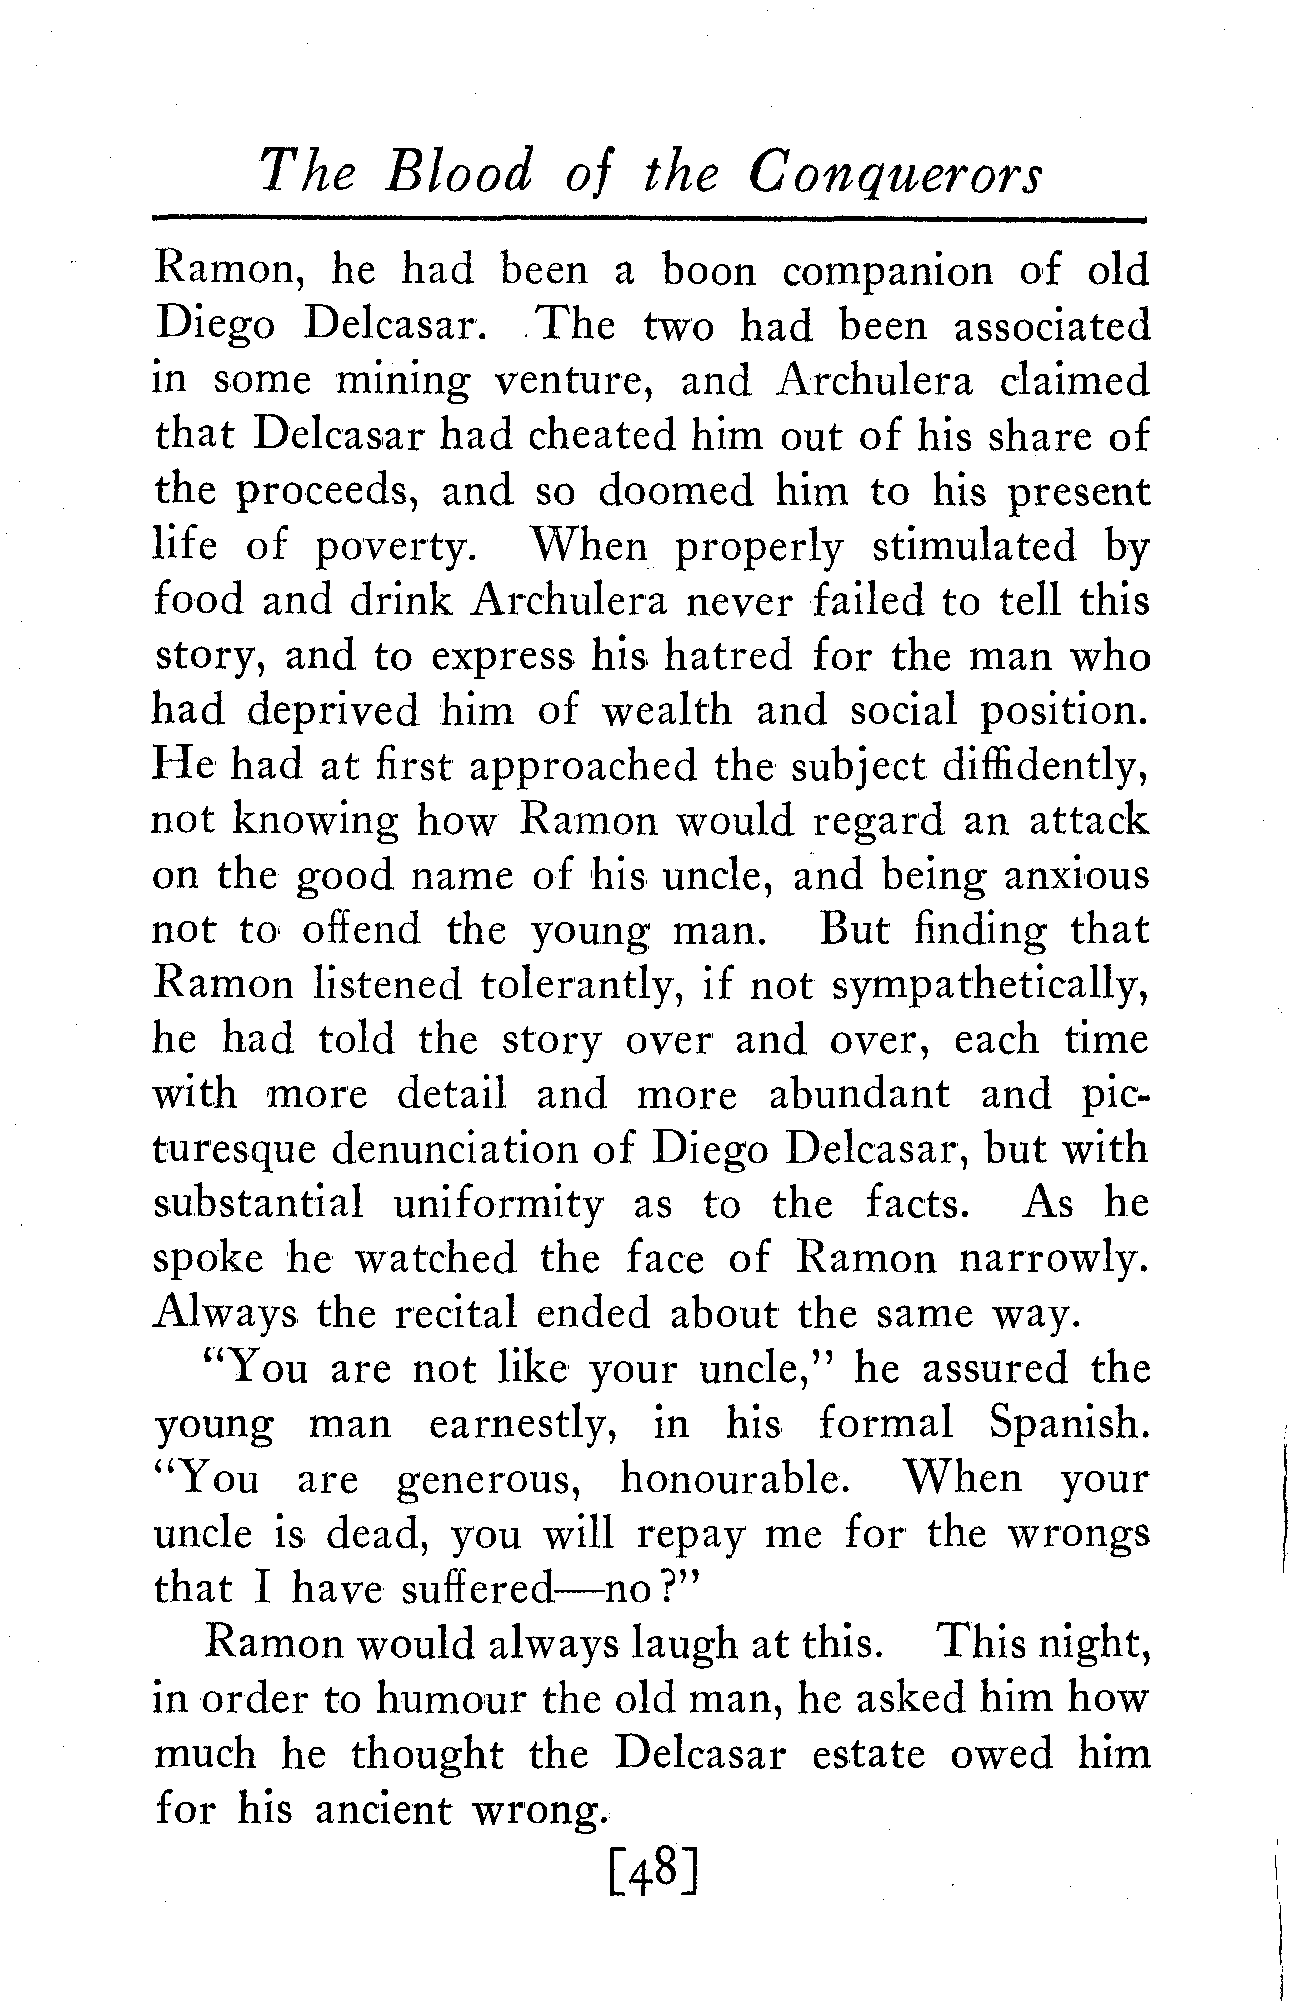 The Blood of the Conquerors
Ramon, he had been a boon companion of old
Diego Delcasar. The two had been associated
in some mining venture, and Archulera claimed
that Delcasar had cheated him out of his share of
the proceeds, and so doomed him to his present
life of poverty. When properly stimulated by
food and drink Archulera never failed to tell this
story, and to express his hatred for the man who
had deprived him of wealth and social position.
He had at first approached the subject diffidently,
not knowing how Ramon would regard an attack
on the good name of his uncle, and being anxious
not to offend the young man. But finding that
Ramon listened tolerantly, if not sympathetically,
he had told the story over and over, each time
with more detail and more abundant and pic-
turesque denunciation of Diego Delcasar, but with
substantial uniformity as to the facts. As he
spoke he watched the face of Ramon narrowly.
Always the recital ended about the same way.
"You are not like your uncle," he assured the
young man earnestly, in his formal Spanish.
"You are generous, honourable. When your
uncle is dead, you will repay me for the wrongs
that I have suffered—no?"
Ramon would always laugh at this. This night,
in order to humour the old man, he asked him how
much he thought the Delcasar estate owed him
for his ancient wrong.
[48]